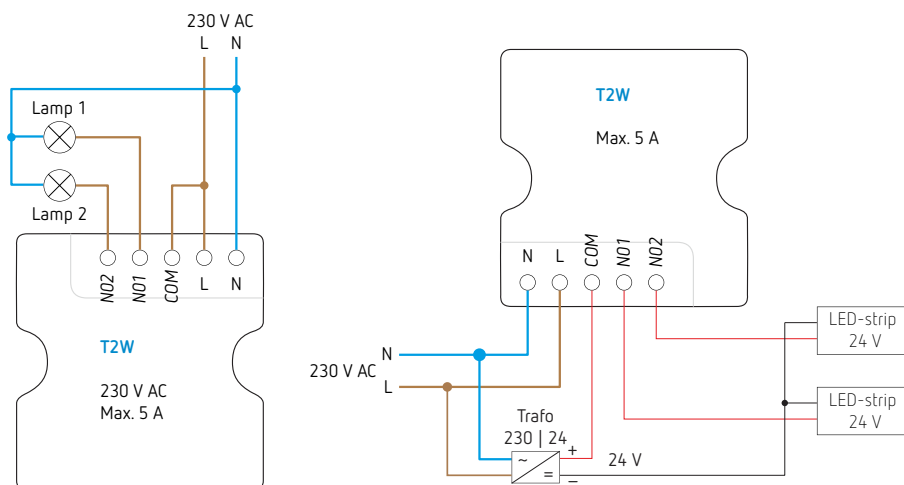 230 V AC
L N
Lamp 1
Lamp 2
NO2 NO1 COM L N
T2W
230 V AC
Max. 5 A
T2W
Max. 5 A
N L COM NO1 NO2
N
230 V AC
L
Trafo
230 | 24
~ =
+
24 V
–
LED-strip
24 V
LED-strip
24 V